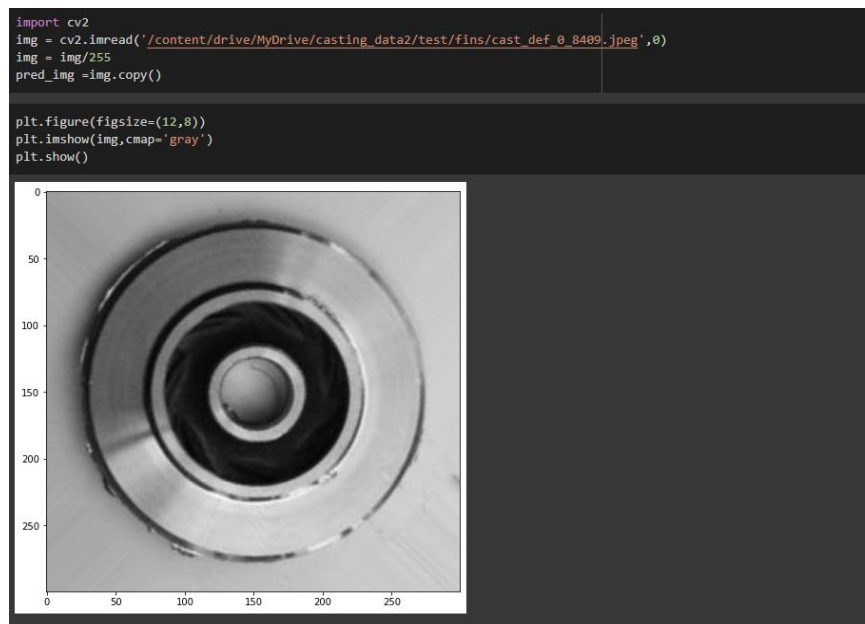 import cv2
img = cv2.imread('/content/drive/MyDrive/casting_data2/test/fins/cast_def_0_8409.jpeg',0)
img = img/255
pred_img =img.copy()
plt.figure(figsize=(12,8))
plt.imshow(img,cmap='gray')
plt.show()
0
50
100
150
200
250
0 50 100 150 200 250